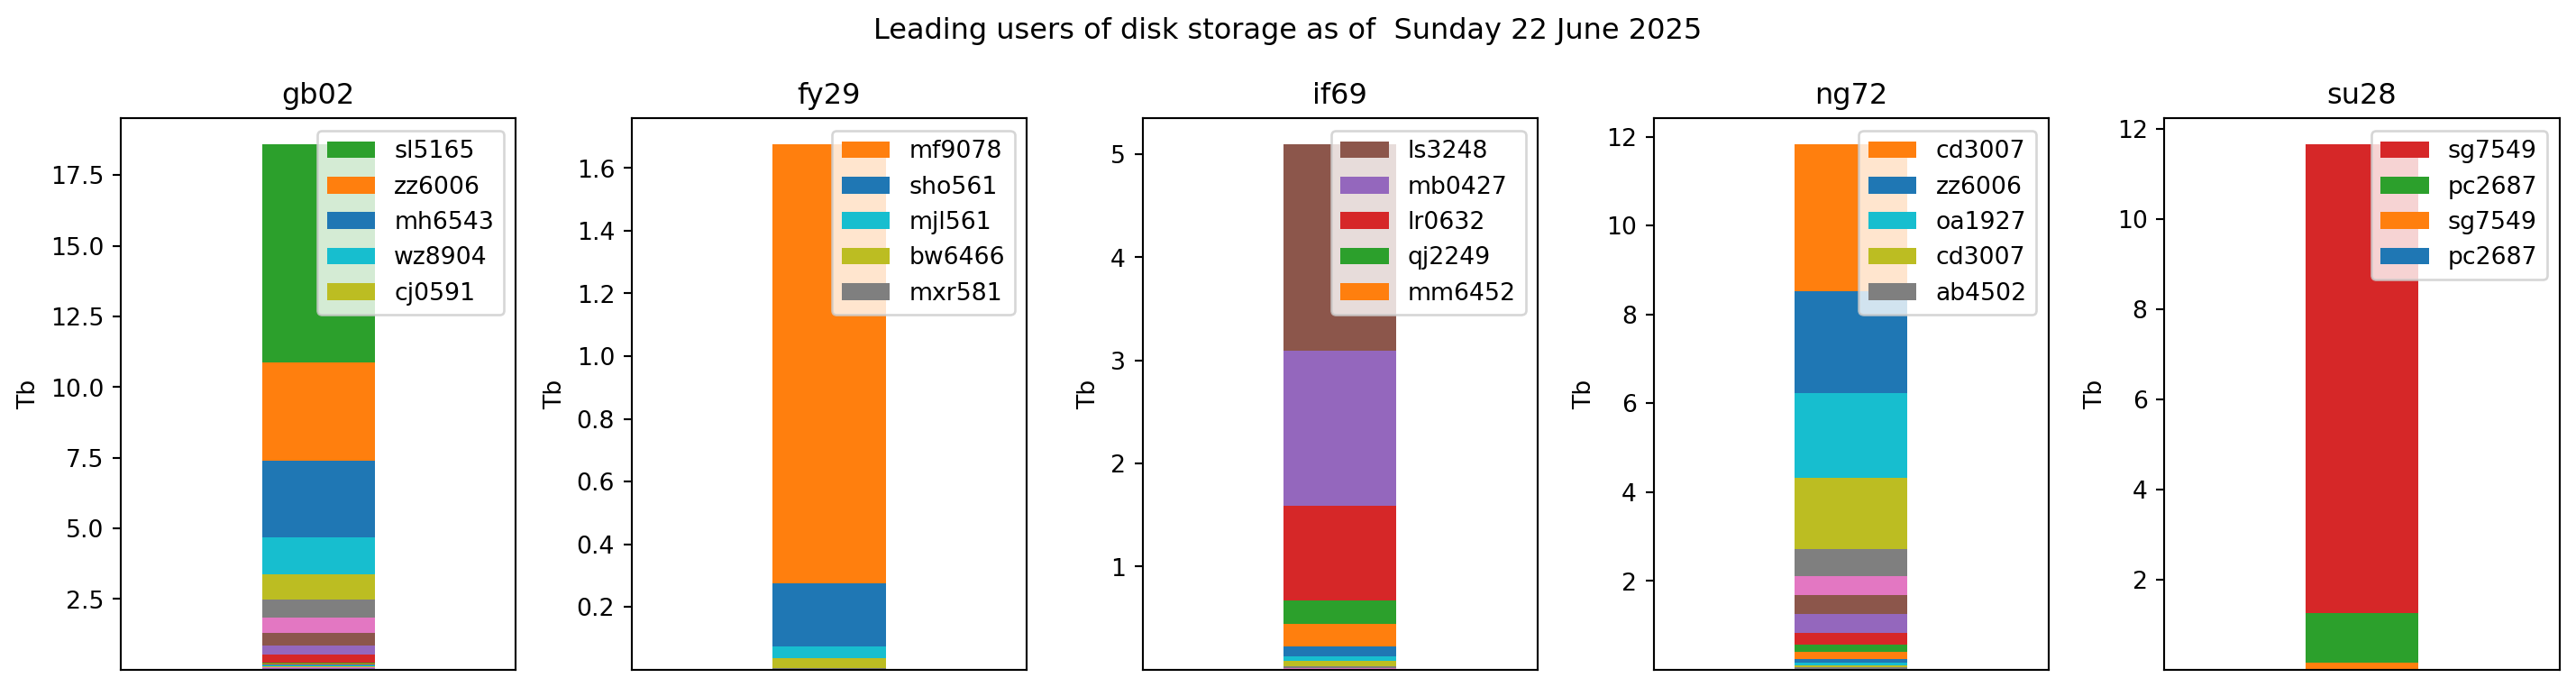 Leading users of disk storage as of  Sunday 22 June 2025
gb02
Tb
17.5
15.0
12.5
10.0
7.5
5.0
2.5
sl5165
zz6006
mh6543
wz8904
cj0591
fy29
Tb
1.6
1.4
1.2
1.0
0.8
0.6
0.4
0.2
mf9078
sho561
mjl561
bw6466
mxr581
if69
Tb
5
4
3
2
1
ls3248
mb0427
lr0632
qj2249
mm6452
ng72
Tb
12
10
8
6
4
2
cd3007
zz6006
oa1927
cd3007
ab4502
su28
Tb
12
10
8
6
4
2
sg7549
pc2687
sg7549
pc2687